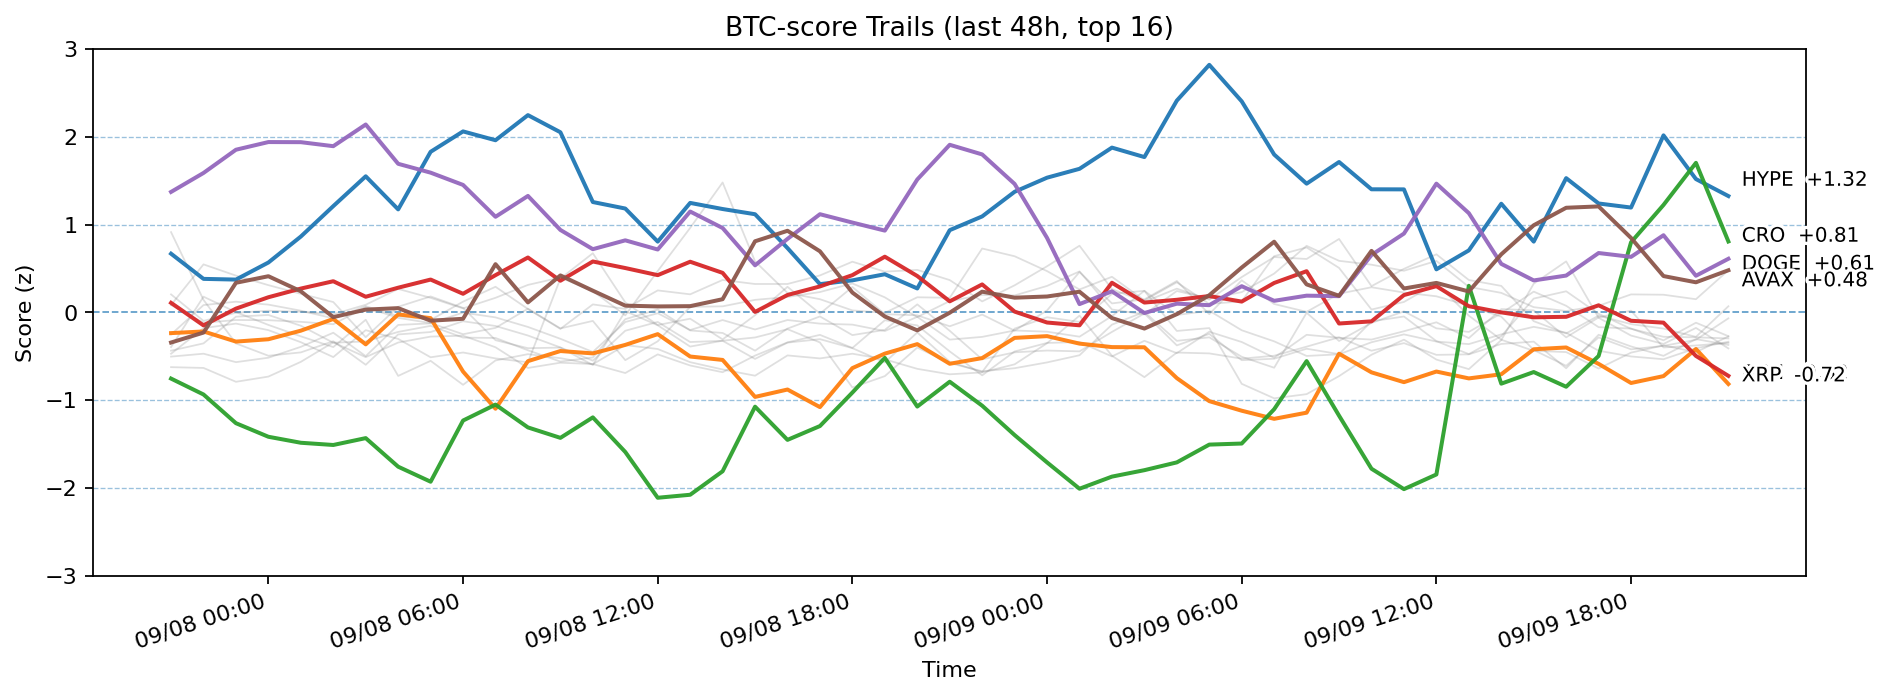 BTC-score Trails (last 48h, top 16)
3
2
1
0
−1
−2
−3
Score (z)
HYPE +1.32
CRO +0.81
DOGE +0.61
AVAX +0.48
XRP -0.72
09/08 00:00
09/08 06:00
09/08 12:00
09/08 18:00
09/09 00:00
09/09 06:00
09/09 12:00
09/09 18:00
Time